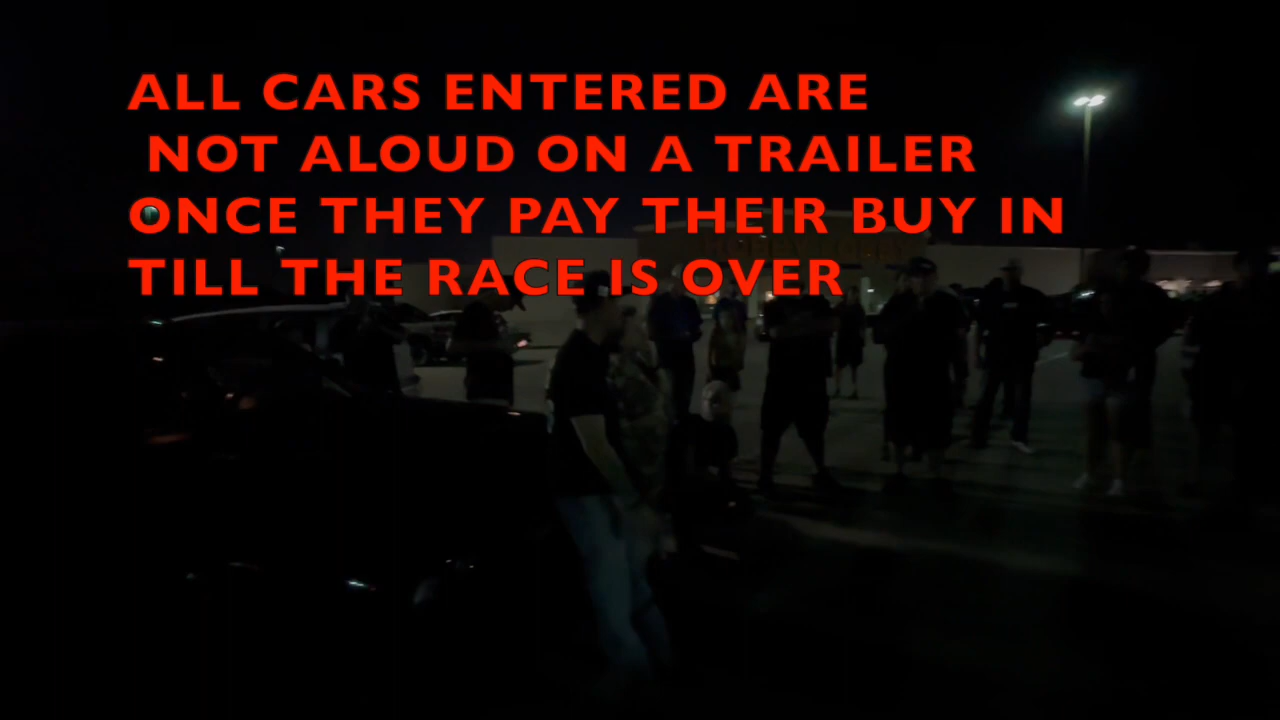 ALL CARS ENTERED ARE
NOT ALOUD ON A TRAILER
ONCE THEY PAY THEIR BUY IN
TILL THE RACE IS OVER